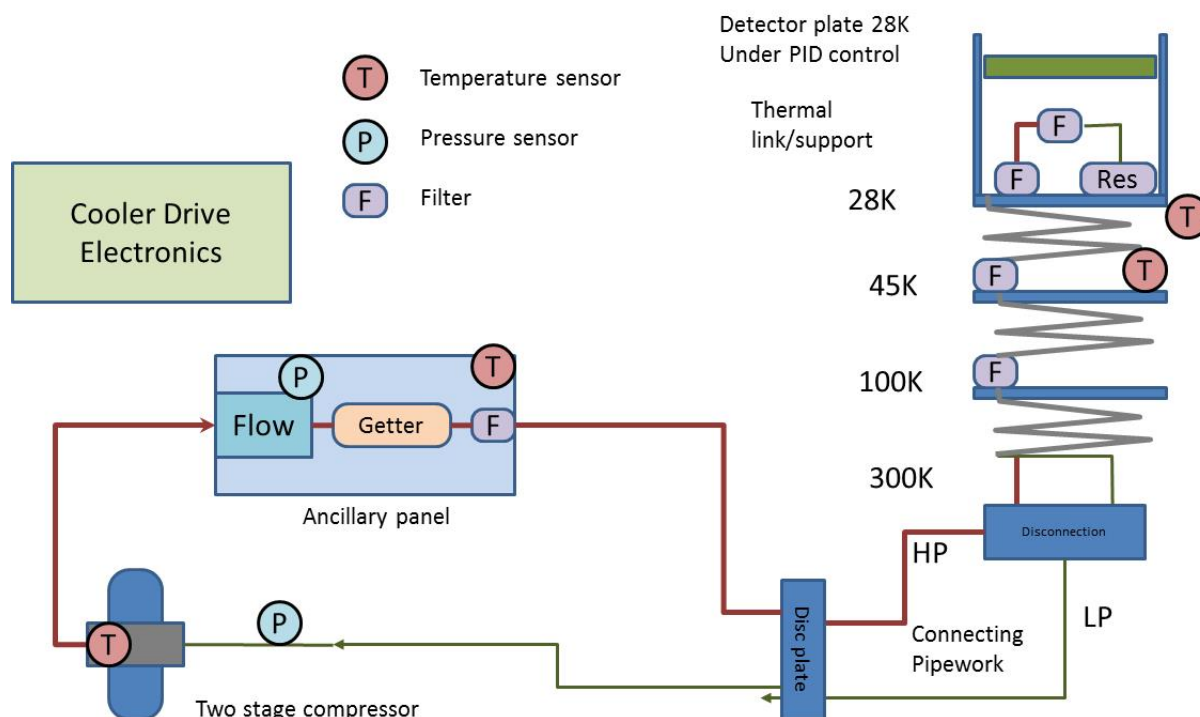 Detector plate 28K
Under PID control
T
Temperature sensor
P
Pressure sensor
F
Filter
Thermal
link/support
F
F
Res
Cooler Drive
Electronics
28K
T
F
T
45K
F
100K
300K
P
T
Flow
Getter
F
Ancillary panel
Disconnection
HP
LP
Disc plate
Connecting
Pipework
T
P
Two stage compressor